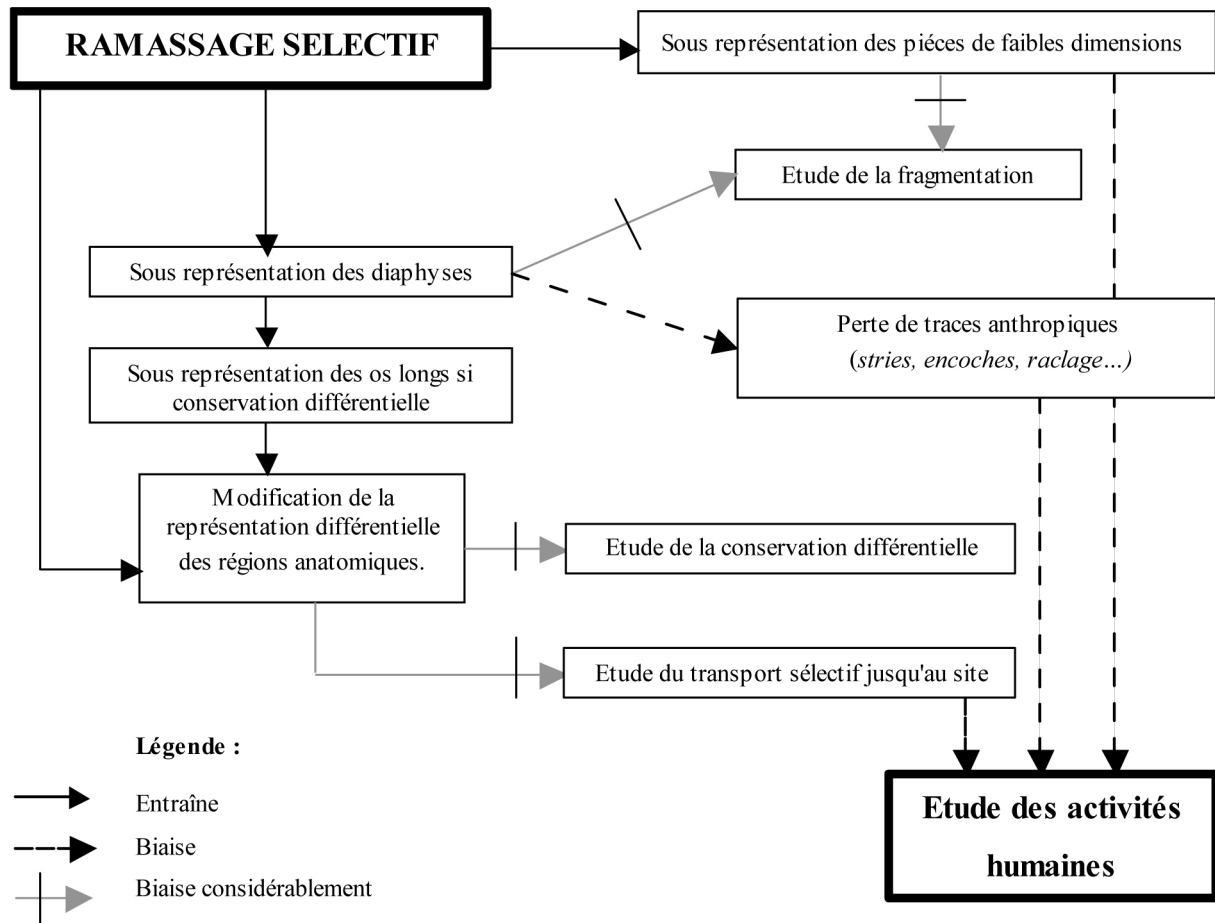 RAMASSAGE SELECTIF
Sous représentation des piéces de faibles dimensions
Etude de la fragmentation
Sous représentation des diaphyses
Perte de traces anthropiques
(stries, encoches, raclage…)
Sous représentation des os longs si
conservation différentielle
Modification de la
représentation différentielle
des régions anatomiques.
Etude de la conservation différentielle
Etude du transport sélectif jusqu'au site
Légende :
Entraîne
Biaise
Biaise considérablement
Etude des activités
humaines